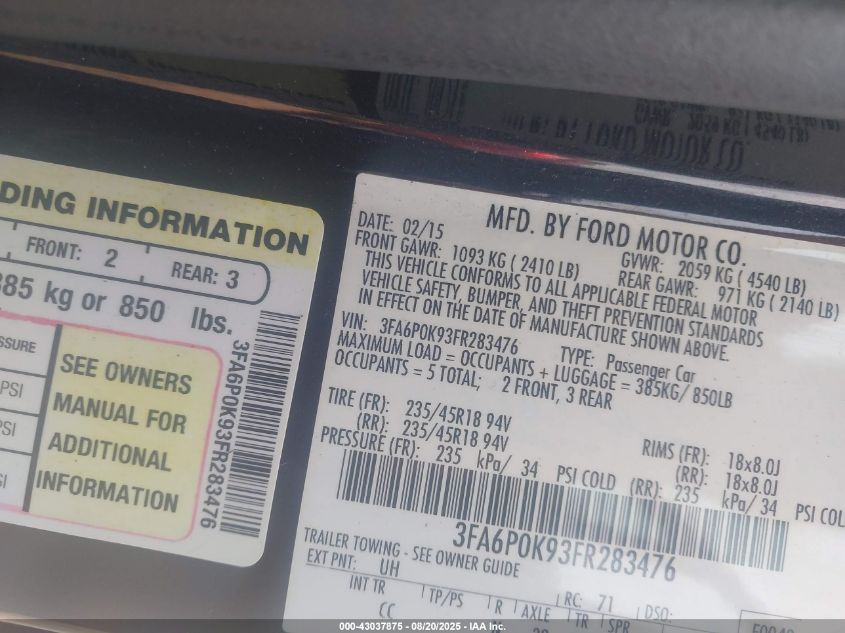 DING INFORMATION
FRONT: 2 REAR: 3
385 kg or 850 lbs.
SSURE
PSI
PSI
SI
SEE OWNERS
MANUAL FOR
ADDITIONAL
INFORMATION
3FA6P0K93FR283476
MFD. BY FORD MOTOR CO.
DATE: 02/15 GVWR: 2059 KG ( 4540 LB)
FRONT GAWR: 1093 KG ( 2410 LB) REAR GAWR: 971 KG ( 2140 LB)
THIS VEHICLE CONFORMS TO ALL APPLICABLE FEDERAL MOTOR
VEHICLE SAFETY, BUMPER, AND THEFT PREVENTION STANDARDS
IN EFFECT ON THE DATE OF MANUFACTURE SHOWN ABOVE.
VIN: 3FA6P0K93FR283476 TYPE: Passenger Car
MAXIMUM LOAD = OCCUPANTS + LUGGAGE = 385KG/ 850LB
OCCUPANTS = 5 TOTAL; 2 FRONT, 3 REAR
TIRE (FR): 235/45R18 94V RIMS (FR): 18x8.0J
(RR): 235/45R18 94V (RR): 18x8.0J
PRESSURE (FR): 235 kPa/ 34 PSI COLD (RR): 235 kPa/ 34 PSI COL
3FA6P0K93FR283476
TRAILER TOWING - SEE OWNER GUIDE
EXT PNT: UH RC: 71 DSO:
INT TR TP/PS R AXLE TR SPR
CC
000-43037875 - 08/20/2025 - IAA Inc.